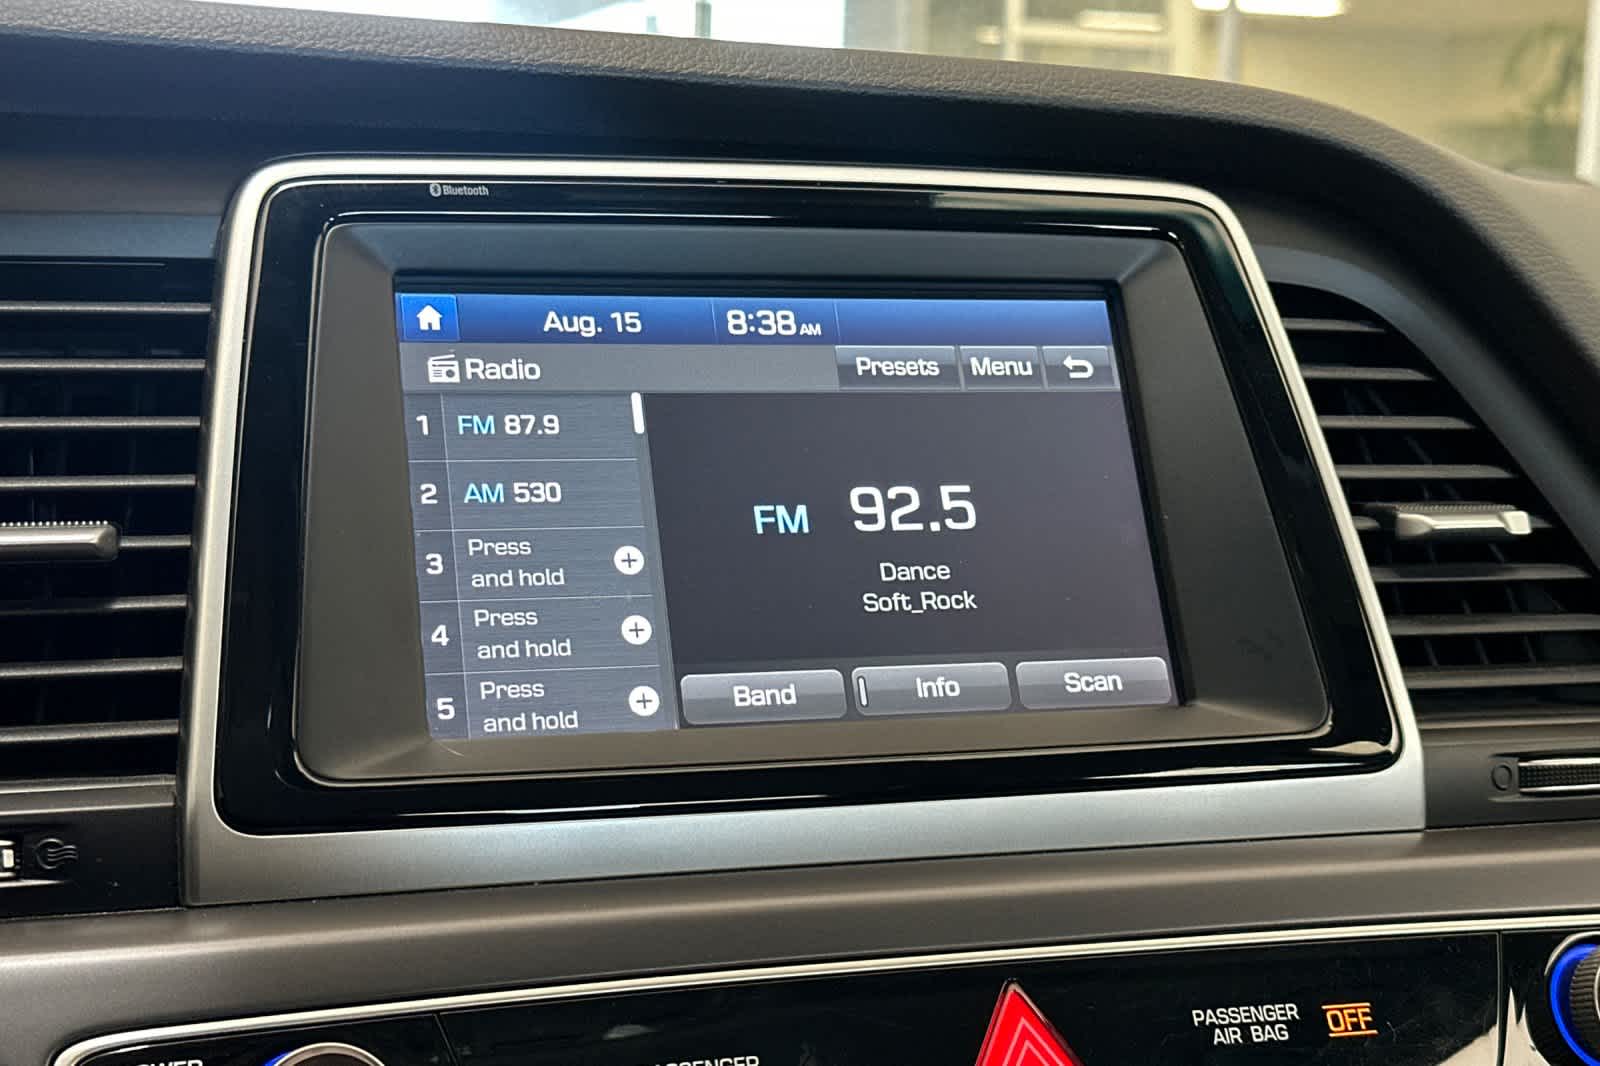 Bluetooth
Aug. 15
8:38 AM
Radio
Presets
Menu
1 FM 87.9
2 AM 530
3 Press
and hold
4 Press
and hold
5 Press
and hold
FM 92.5
Dance
Soft_Rock
Band
Info
Scan
PASSENGER
AIR BAG
OFF